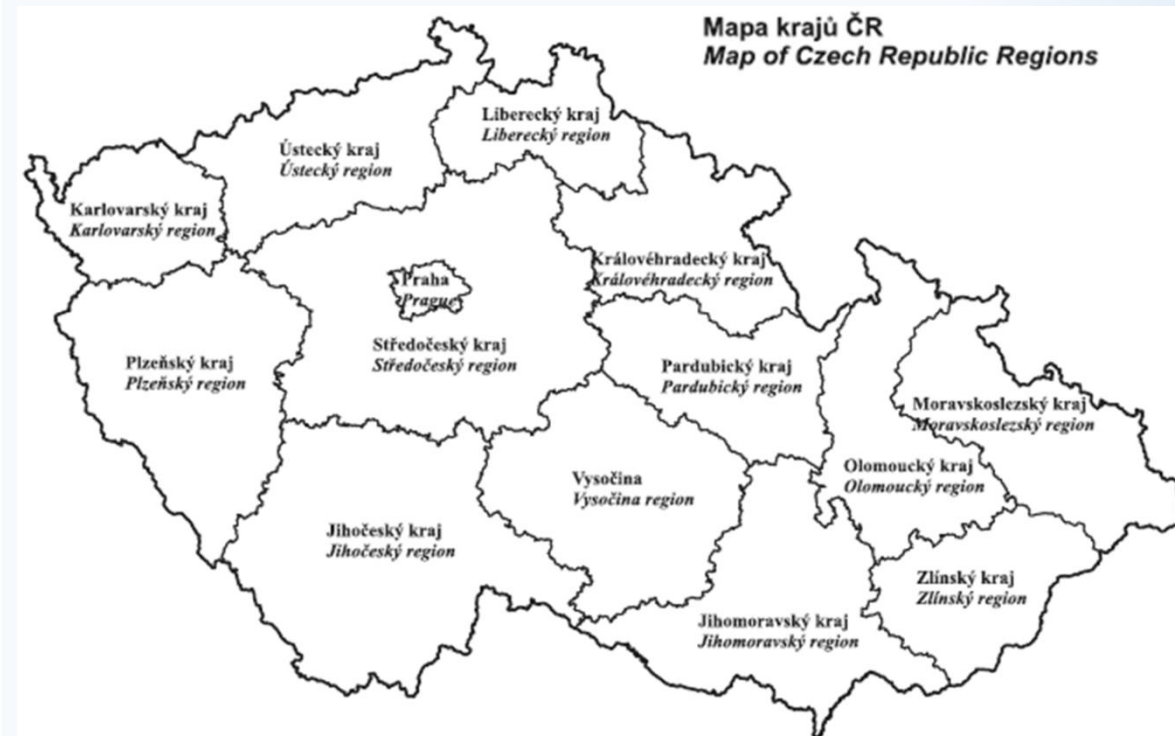 Mapa krajů ČR
Map of Czech Republic Regions
Liberecký kraj
Liberecký region
Ústecký kraj
Ústecký region
Karlovarský kraj
Karlovarský region
Královéhradecký kraj
Královéhradecký region
Praha
Prague
Středočeský kraj
Středočeský region
Plzeňský kraj
Plzeňský region
Pardubický kraj
Pardubický region
Moravskoslezský kraj
Moravskoslezský region
Olomoucký kraj
Olomoucký region
Vysočina
Vysočina region
Jihočeský kraj
Jihočeský region
Zlínský kraj
Zlínský region
Jihomoravský kraj
Jihomoravský region